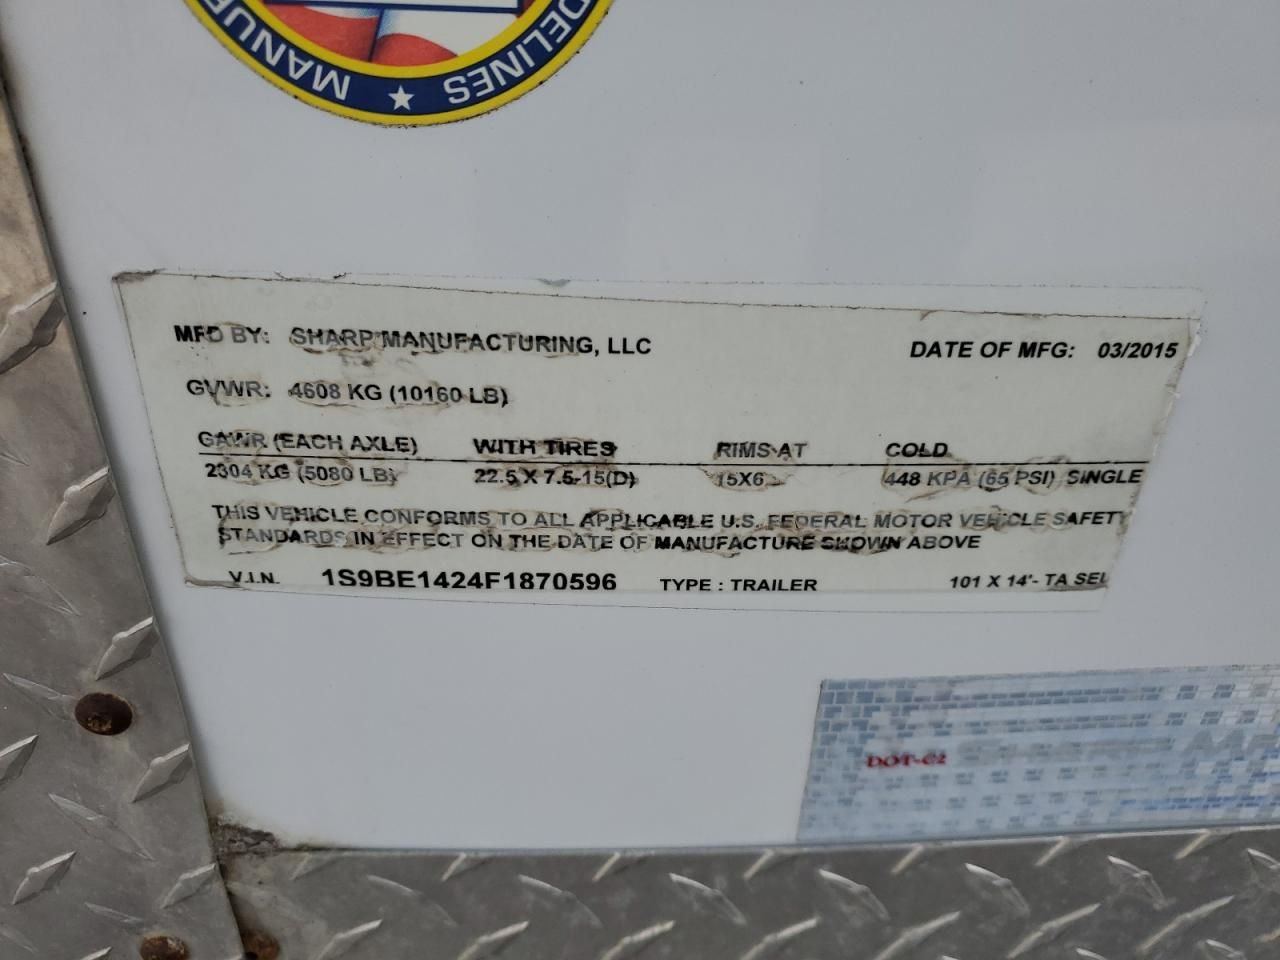 MANUF
DELINES
MFD BY: SHARP MANUFACTURING, LLC
DATE OF MFG: 03/2015
GVWR: 4608 KG (10160 LB)
GAWR (EACH AXLE) WITH TIRES RIMS AT COLD
2304 KG (5080 LB) 22.5 X 7.5-15(D) 15X6 448 KPA (65 PSI) SINGLE
THIS VEHICLE CONFORMS TO ALL APPLICABLE U.S. FEDERAL MOTOR VEHICLE SAFETY
STANDARDS IN EFFECT ON THE DATE OF MANUFACTURE SHOWN ABOVE
V.I.N. 1S9BE1424F1870596 TYPE : TRAILER 101 X 14'- TA SEL
DOT-C2